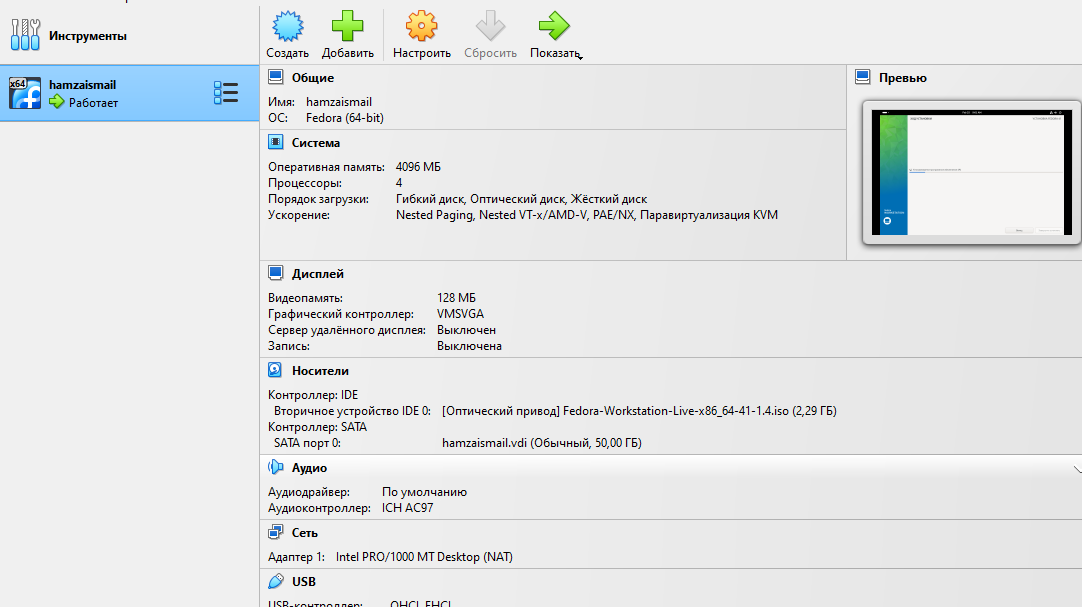 Инструменты
Создать Добавить Настроить Сбросить Показать
x64
hamzaismail
Работает
Общие
Имя: hamzaismail
ОС: Fedora (64-bit)
Превью
Система
Оперативная память: 4096 МБ
Процессоры: 4
Порядок загрузки: Гибкий диск, Оптический диск, Жёсткий диск
Ускорение: Nested Paging, Nested VT-x/AMD-V, PAE/NX, Паравиртуализация KVM
Дисплей
Видеопамять: 128 МБ
Графический контроллер: VMSVGA
Сервер удалённого дисплея: Выключен
Запись: Выключена
Носители
Контроллер: IDE
Вторичное устройство IDE 0: [Оптический привод] Fedora-Workstation-Live-x86_64-41-1.4.iso (2,29 ГБ)
Контроллер: SATA
SATA порт 0: hamzaismail.vdi (Обычный, 50,00 ГБ)
Аудио
Аудиодрайвер: По умолчанию
Аудиоконтроллер: ICH AC97
Сеть
Адаптер 1: Intel PRO/1000 MT Desktop (NAT)
USB
USB-контроллер: OHCI, EHCI